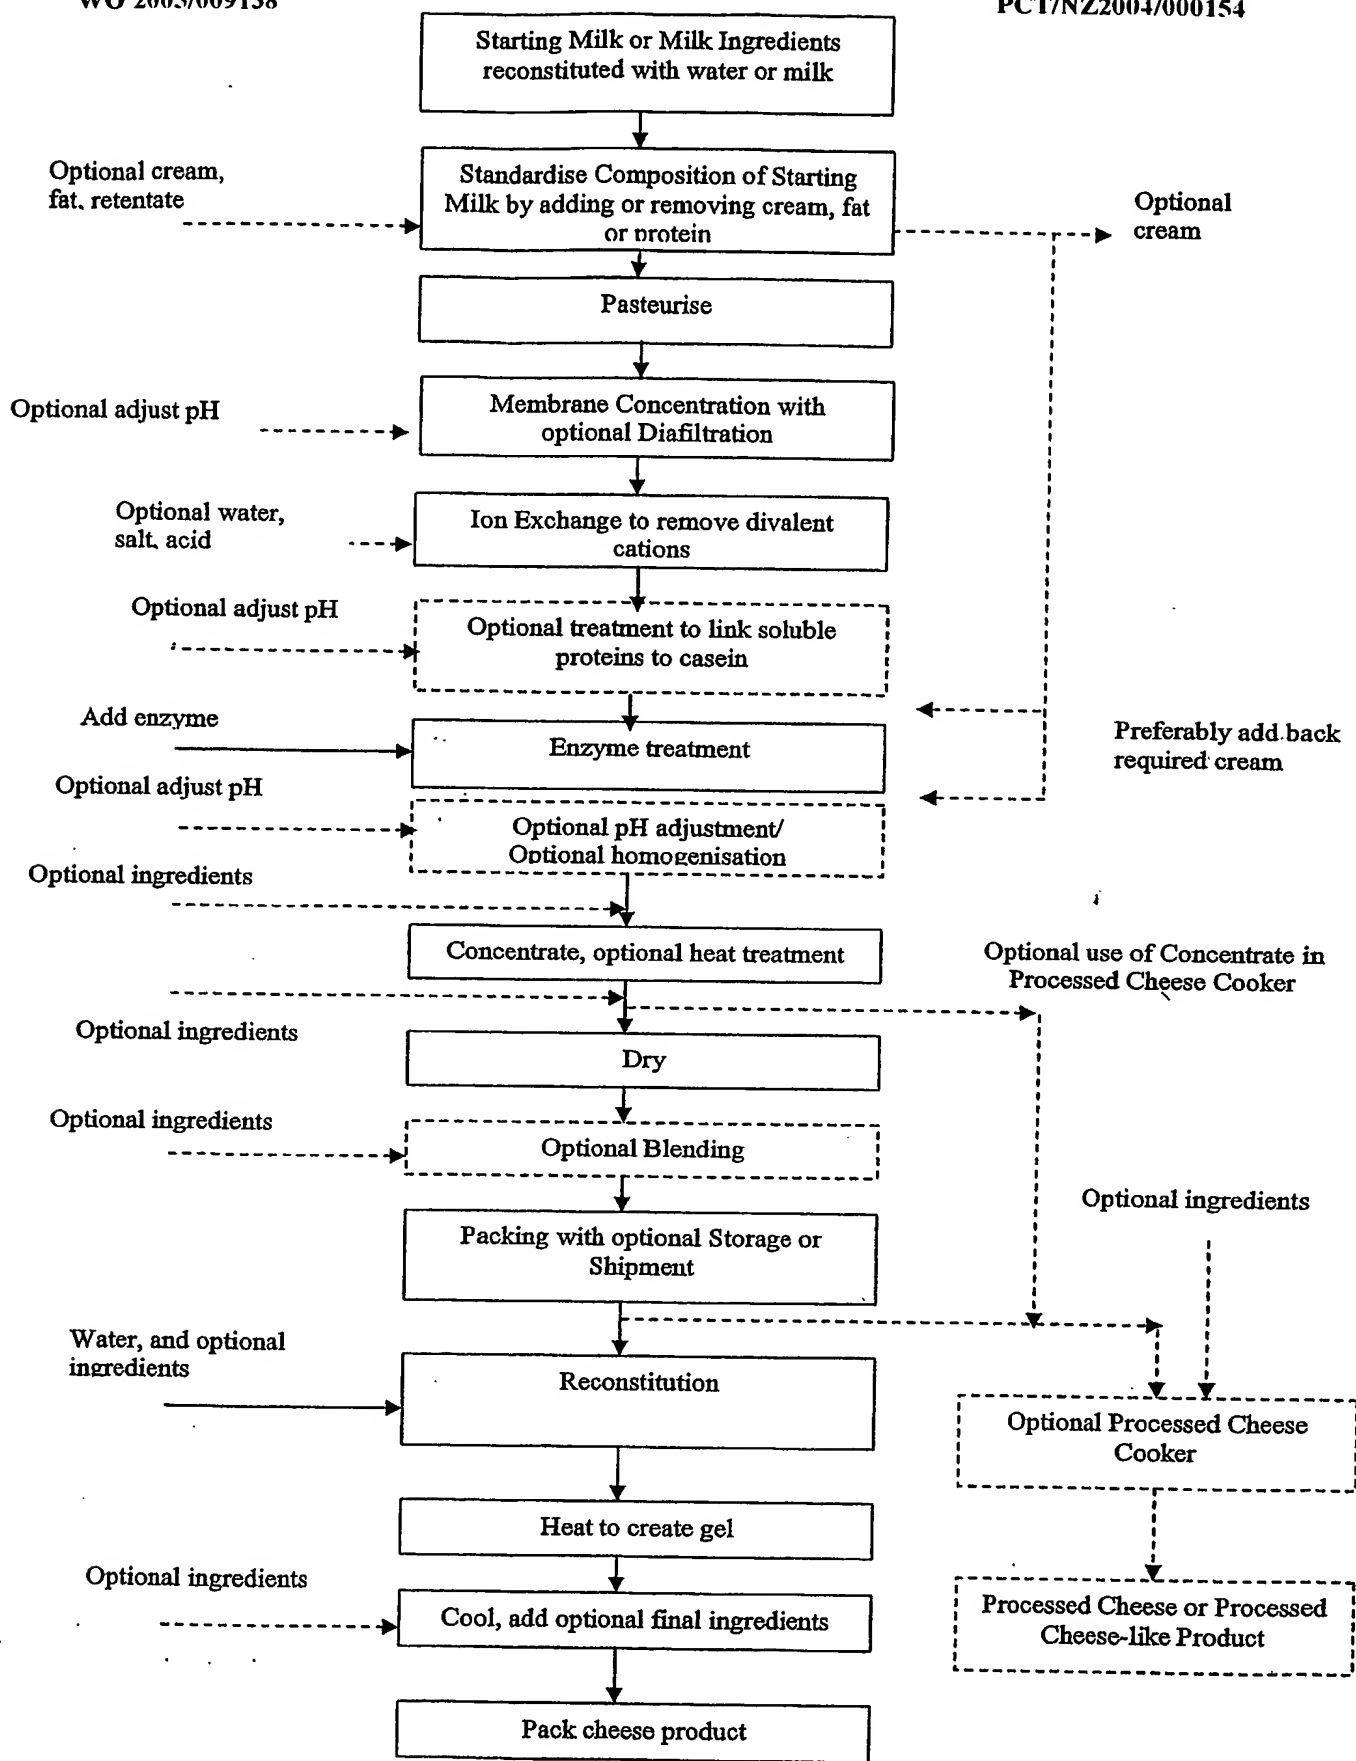 WO 2005/009138
PCT/NZ2004/000154
Starting Milk or Milk Ingredients
reconstituted with water or milk
Optional cream,
fat, retentate
Standardise Composition of Starting
Milk by adding or removing cream, fat
or protein
Optional
cream
Pasteurise
Optional adjust pH
Membrane Concentration with
optional Diafiltration
Optional water,
salt, acid
Ion Exchange to remove divalent
cations
Optional adjust pH
Optional treatment to link soluble
proteins to casein
Add enzyme
Enzyme treatment
Preferably add back
required cream
Optional adjust pH
Optional pH adjustment/
Optional homogenisation
Optional ingredients
Concentrate, optional heat treatment
Optional use of Concentrate in
Processed Cheese Cooker
Optional ingredients
Dry
Optional ingredients
Optional Blending
Optional ingredients
Packing with optional Storage or
Shipment
Water, and optional
ingredients
Reconstitution
Optional Processed Cheese
Cooker
Heat to create gel
Optional ingredients
Cool, add optional final ingredients
Processed Cheese or Processed
Cheese-like Product
Pack cheese product